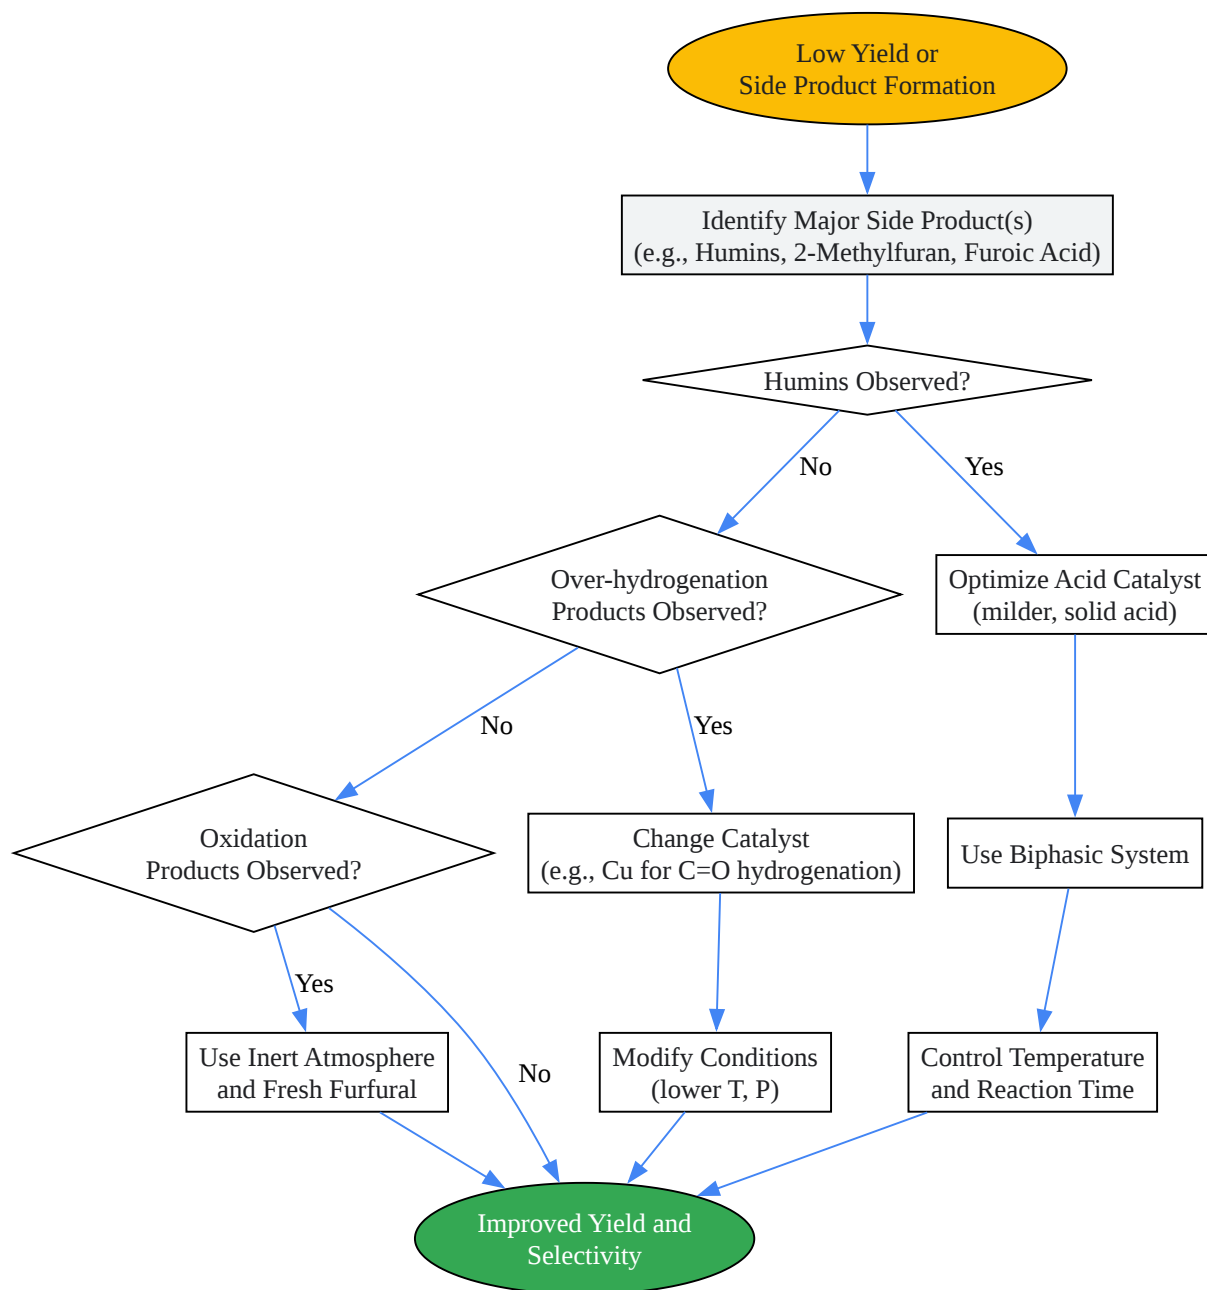 Low Yield or
Side Product Formation
Identify Major Side Product(s)
(e.g., Humins, 2-Methylfuran, Furoic Acid)
Humins Observed?
No
Yes
Over-hydrogenation
Products Observed?
Optimize Acid Catalyst
(milder, solid acid)
No
Yes
Oxidation
Products Observed?
Change Catalyst
(e.g., Cu for C=O hydrogenation)
Use Biphasic System
Yes
No
Use Inert Atmosphere
and Fresh Furfural
Modify Conditions
(lower T, P)
Control Temperature
and Reaction Time
Improved Yield and
Selectivity